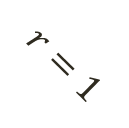 r = 1